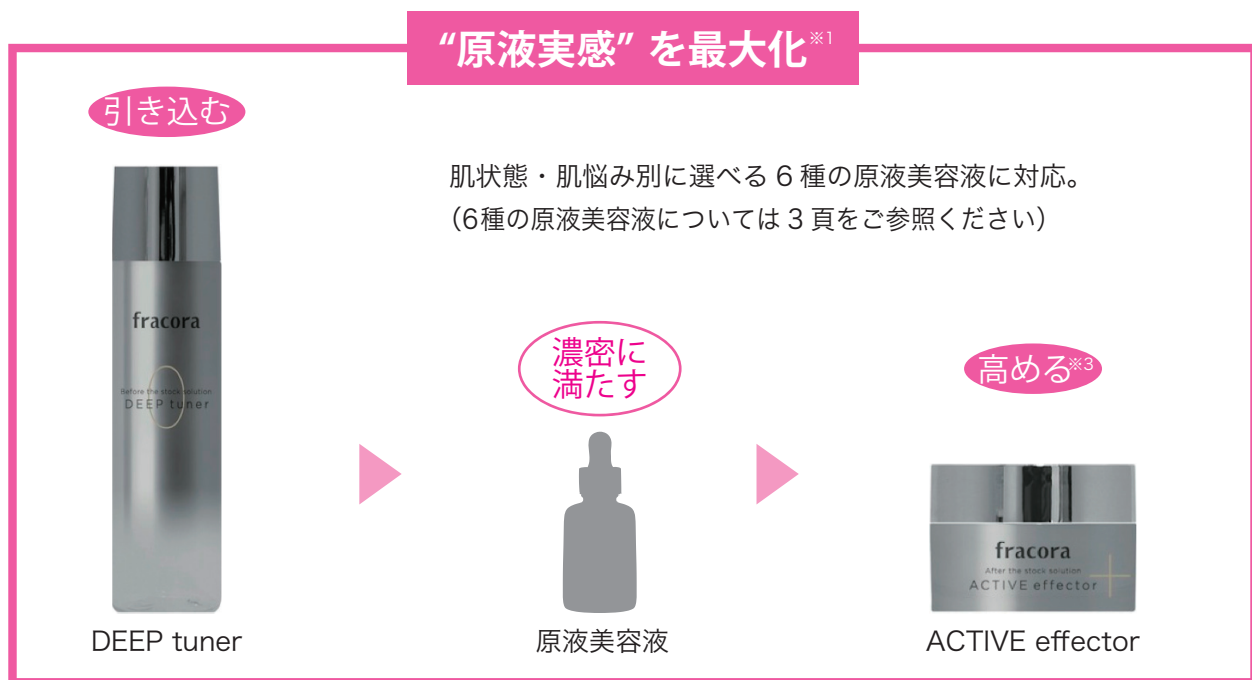 “原液実感” を最大化※1
引き込む
肌状態・肌悩み別に選べる 6 種の原液美容液に対応。
（6種の原液美容液については 3 頁をご参照ください）
fracora
Before the stock solution
DEEP tuner
濃密に
満たす
高める※3
fracora
After the stock solution
ACTIVE effector
DEEP tuner
原液美容液
ACTIVE effector